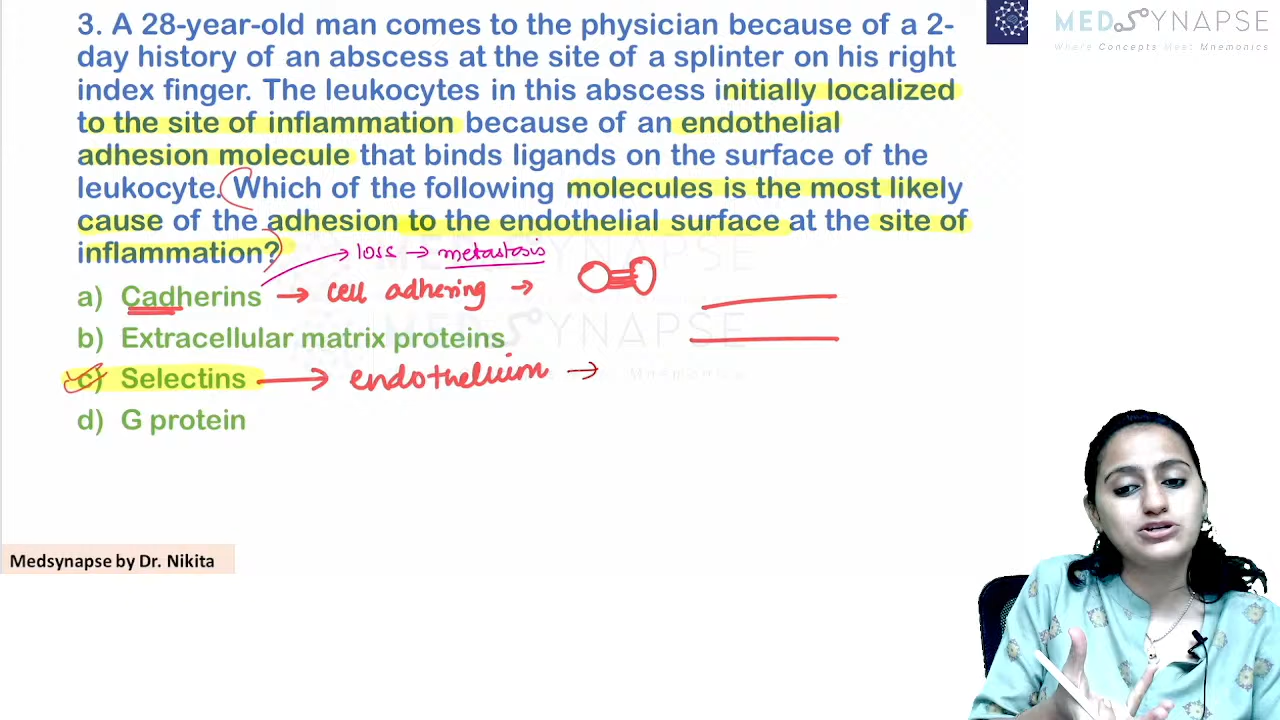 3. A 28-year-old man comes to the physician because of a 2-
day history of an abscess at the site of a splinter on his right
index finger. The leukocytes in this abscess initially localized
to the site of inflammation because of an endothelial
adhesion molecule that binds ligands on the surface of the
leukocyte. Which of the following molecules is the most likely
cause of the adhesion to the endothelial surface at the site of
inflammation?
loss → metastasis
a) Cadherins → cell adhering →
b) Extracellular matrix proteins
c) Selectins → endothelium →
d) G protein
MEDSYNAPSE
Where Concepts Meet Mnemonics
MEDSYNAPSE
Medsynapse by Dr. Nikita